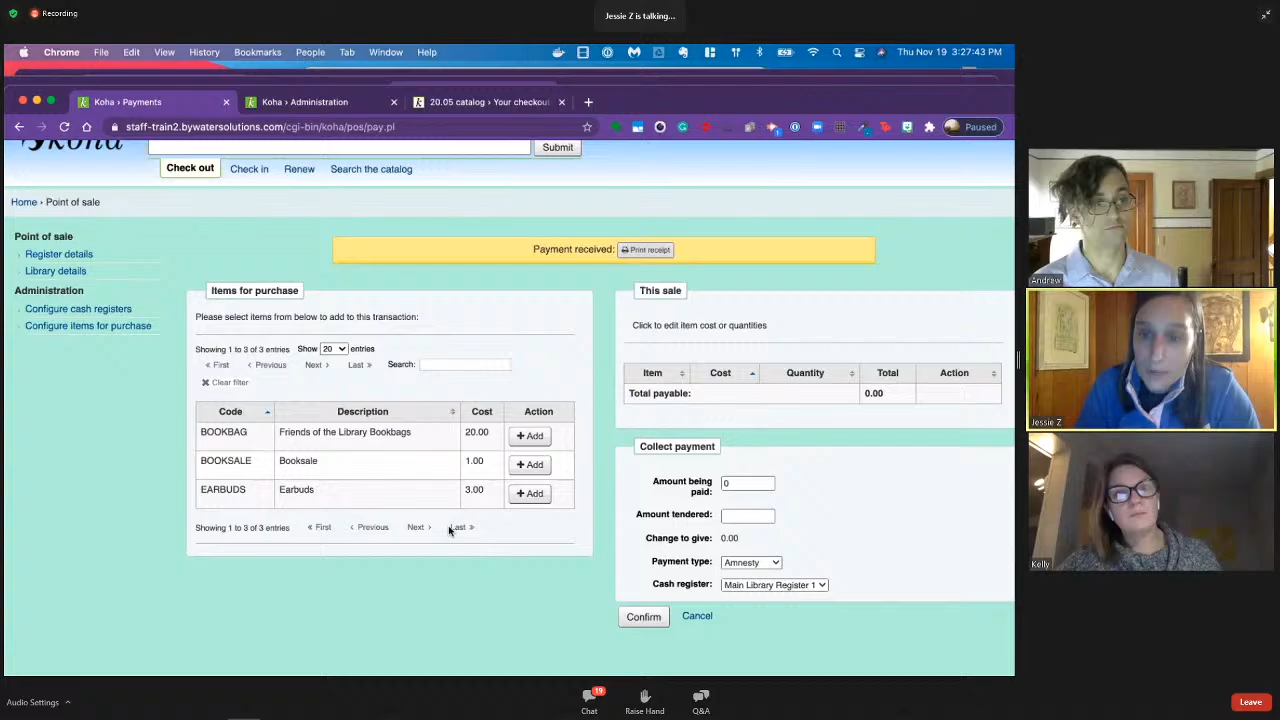 Recording
Jessie Z is talking...
Chrome File Edit View History Bookmarks People Tab Window Help Thu Nov 19 3:27:43 PM
Koha › Payments Koha › Administration 20.05 catalog › Your checkou
staff-train2.bywatersolutions.com/cgi-bin/koha/pos/pay.pl Paused
koha Submit
Check out Check in Renew Search the catalog
Home › Point of sale
Point of sale
Register details
Library details
Administration
Configure cash registers
Configure items for purchase
Payment received: Print receipt
Items for purchase
Please select items from below to add to this transaction:
Showing 1 to 3 of 3 entries Show 20 entries
« First ‹ Previous Next › Last » Search:
Clear filter
Code Description Cost Action
BOOKBAG Friends of the Library Bookbags 20.00 + Add
BOOKSALE Booksale 1.00 + Add
EARBUDS Earbuds 3.00 + Add
Showing 1 to 3 of 3 entries « First ‹ Previous Next › Last »
This sale
Click to edit item cost or quantities
Item Cost Quantity Total Action
Total payable: 0.00
Collect payment
Amount being
paid: 0
Amount tendered:
Change to give: 0.00
Payment type: Amnesty
Cash register: Main Library Register 1
Confirm Cancel
Andrew
Jessie Z
Kelly
Audio Settings
19
Chat Raise Hand Q&A
Leave